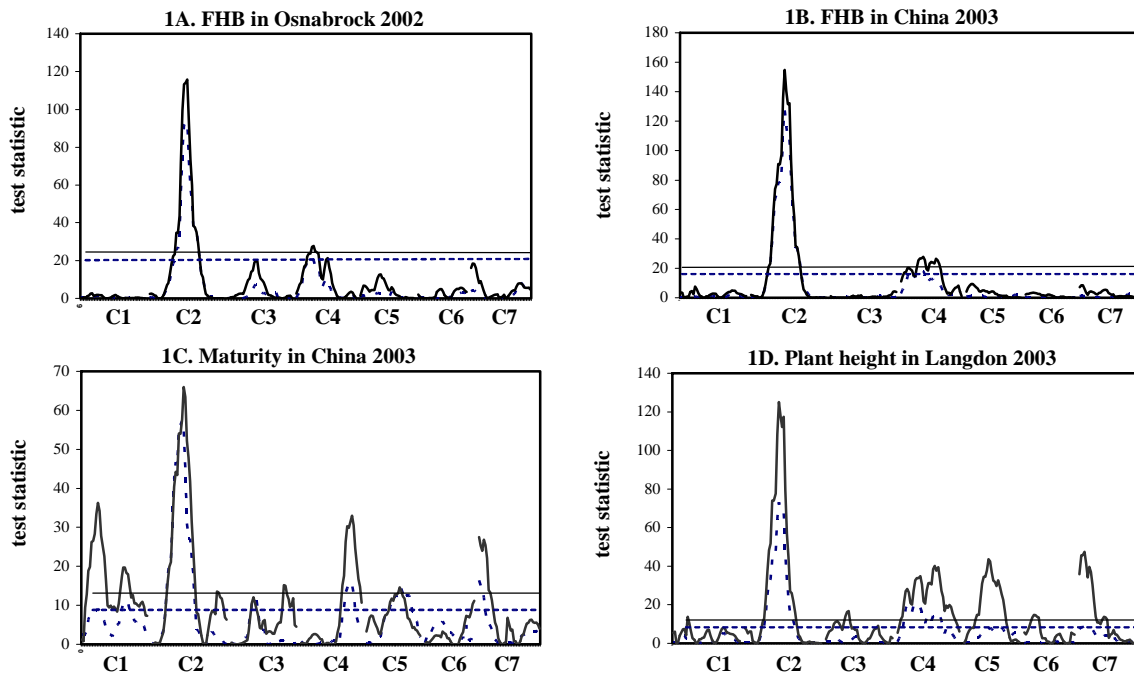 1A. FHB in Osnabrock 2002
140
120
100
80
60
40
20
0
test statistic
C1 C2 C3 C4 C5 C6 C7
1B. FHB in China 2003
180
160
140
120
100
80
60
40
20
0
test statistic
C1 C2 C3 C4 C5 C6 C7
1C. Maturity in China 2003
70
60
50
40
30
20
10
0
test statistic
C1 C2 C3 C4 C5 C6 C7
1D. Plant height in Langdon 2003
140
120
100
80
60
40
20
0
test statistic
C1 C2 C3 C4 C5 C6 C7